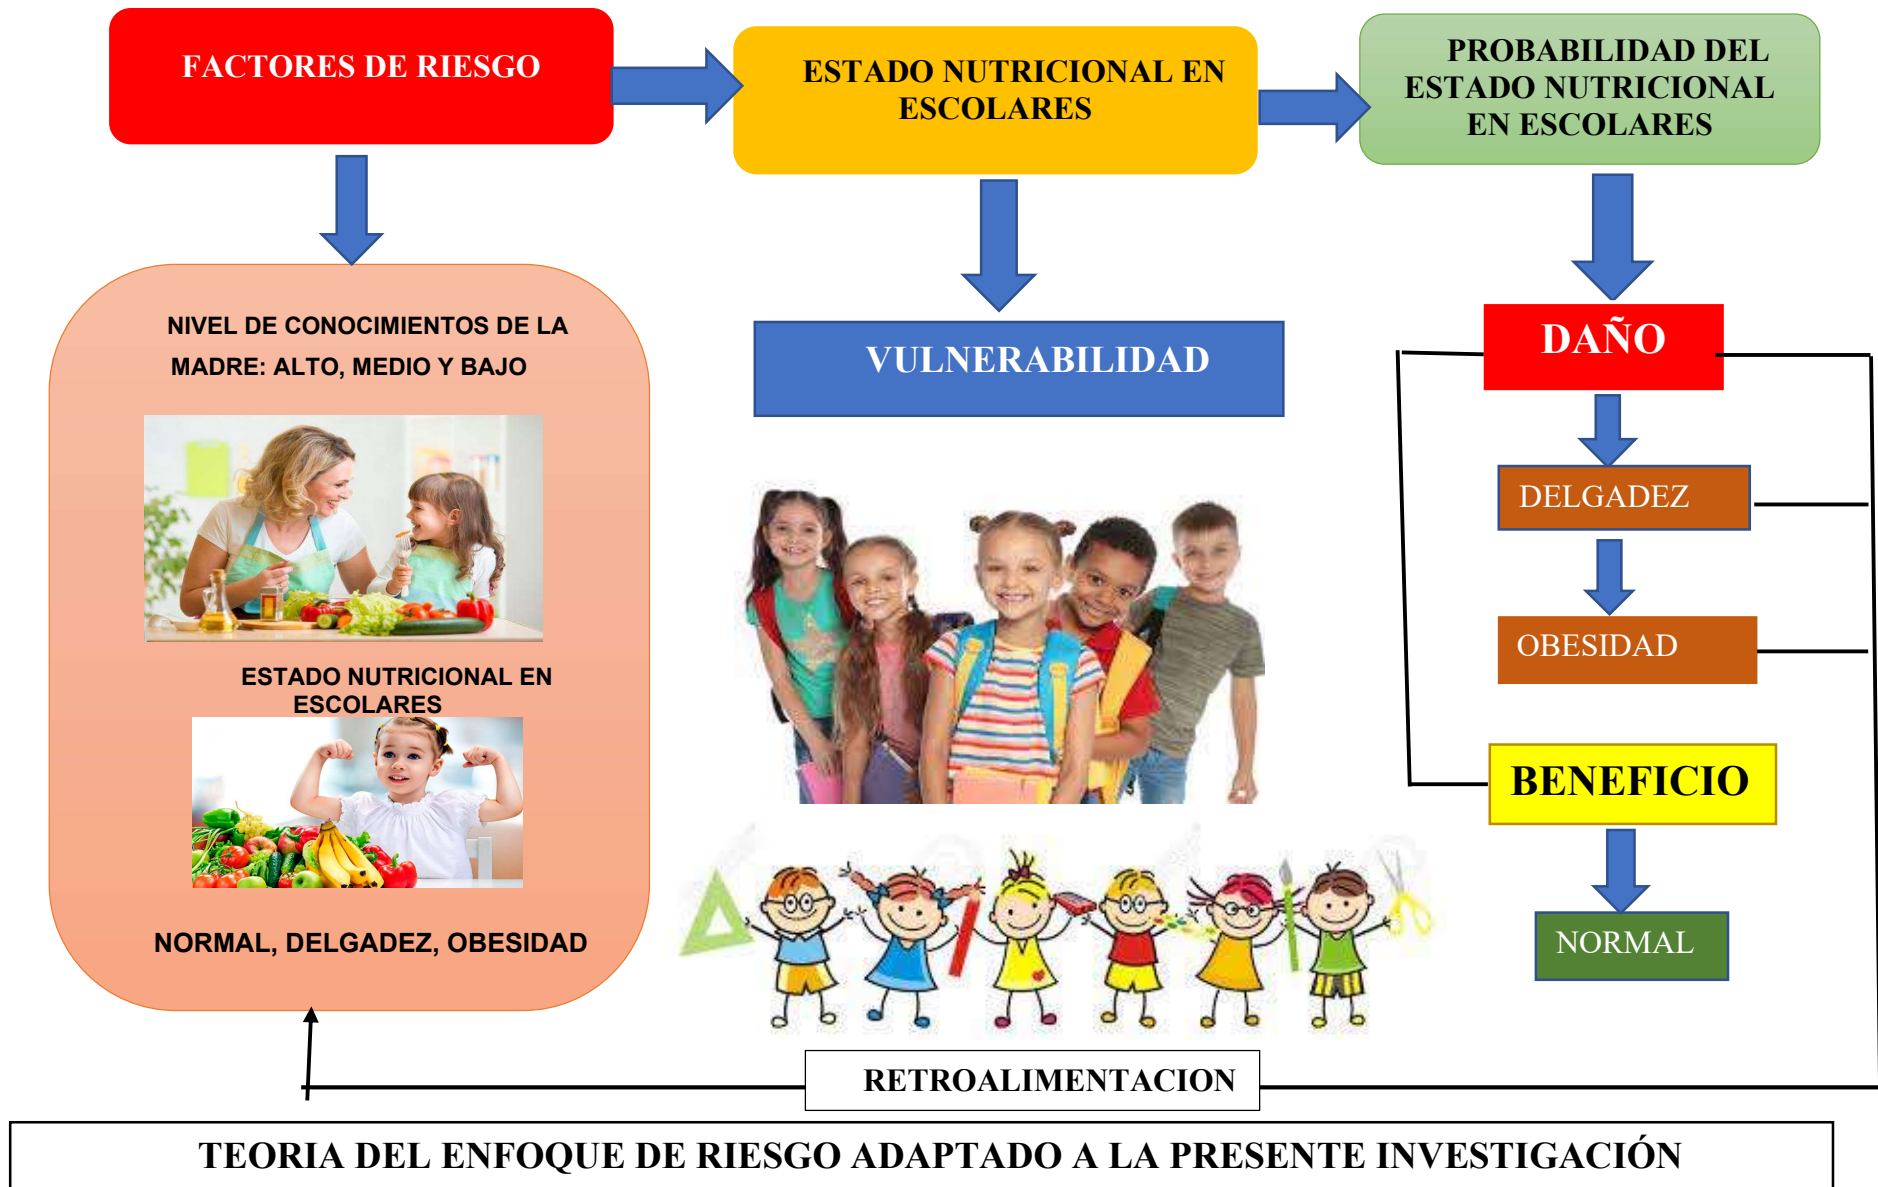 FACTORES DE RIESGO
ESTADO NUTRICIONAL EN
ESCOLARES
PROBABILIDAD DEL
ESTADO NUTRICIONAL
EN ESCOLARES
NIVEL DE CONOCIMIENTOS DE LA
MADRE: ALTO, MEDIO Y BAJO
ESTADO NUTRICIONAL EN
ESCOLARES
NORMAL, DELGADEZ, OBESIDAD
VULNERABILIDAD
DAÑO
DELGADEZ
OBESIDAD
BENEFICIO
NORMAL
RETROALIMENTACION
TEORIA DEL ENFOQUE DE RIESGO ADAPTADO A LA PRESENTE INVESTIGACIÓN